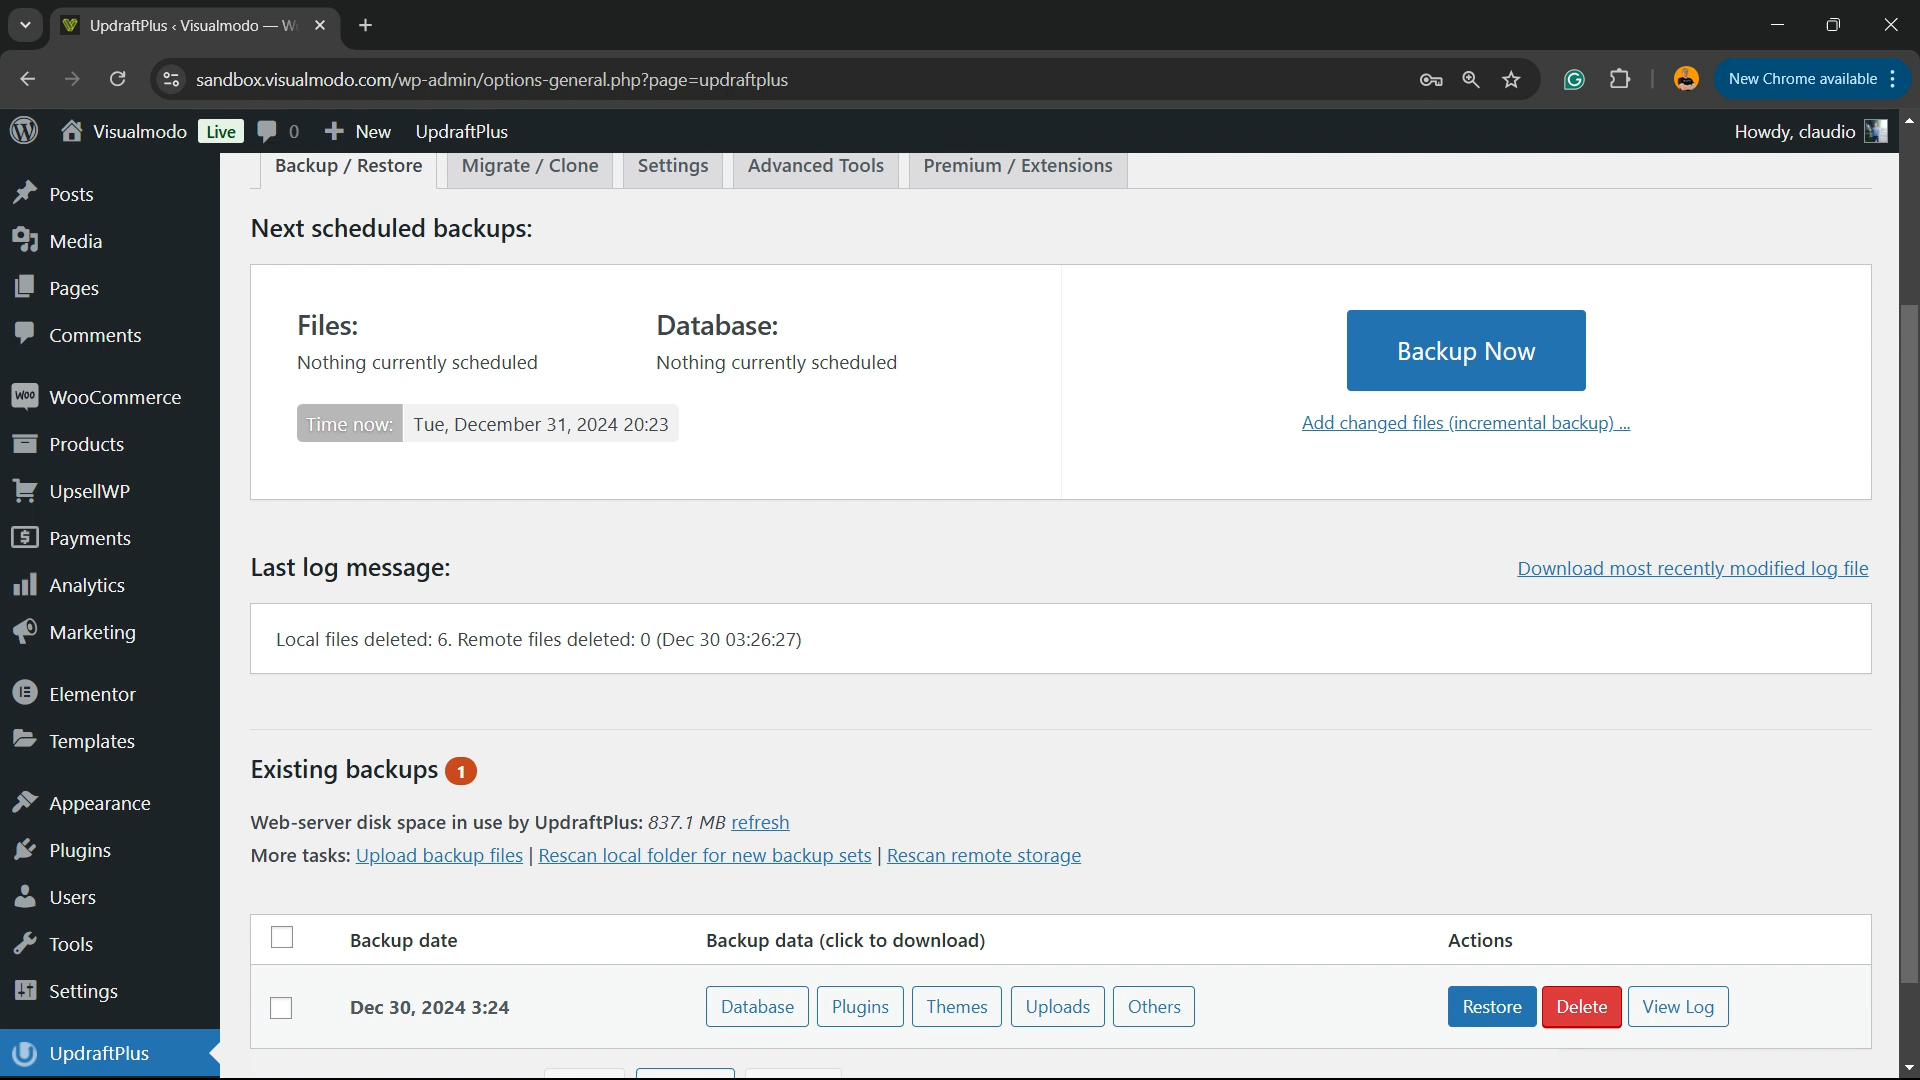 UpdraftPlus ‹ Visualmodo — W
sandbox.visualmodo.com/wp-admin/options-general.php?page=updraftplus
New Chrome available
Visualmodo Live 0 New UpdraftPlus
Howdy, claudio
Posts
Media
Pages
Comments
WooCommerce
Products
UpsellWP
Payments
Analytics
Marketing
Elementor
Templates
Appearance
Plugins
Users
Tools
Settings
UpdraftPlus
Backup / Restore Migrate / Clone Settings Advanced Tools Premium / Extensions
Next scheduled backups:
Files: Database:
Nothing currently scheduled Nothing currently scheduled
Time now: Tue, December 31, 2024 20:23
Backup Now
Add changed files (incremental backup) ...
Last log message: Download most recently modified log file
Local files deleted: 6. Remote files deleted: 0 (Dec 30 03:26:27)
Existing backups 1
Web-server disk space in use by UpdraftPlus: 837.1 MB refresh
More tasks: Upload backup files | Rescan local folder for new backup sets | Rescan remote storage
Backup date Backup data (click to download) Actions
Dec 30, 2024 3:24 Database Plugins Themes Uploads Others Restore Delete View Log